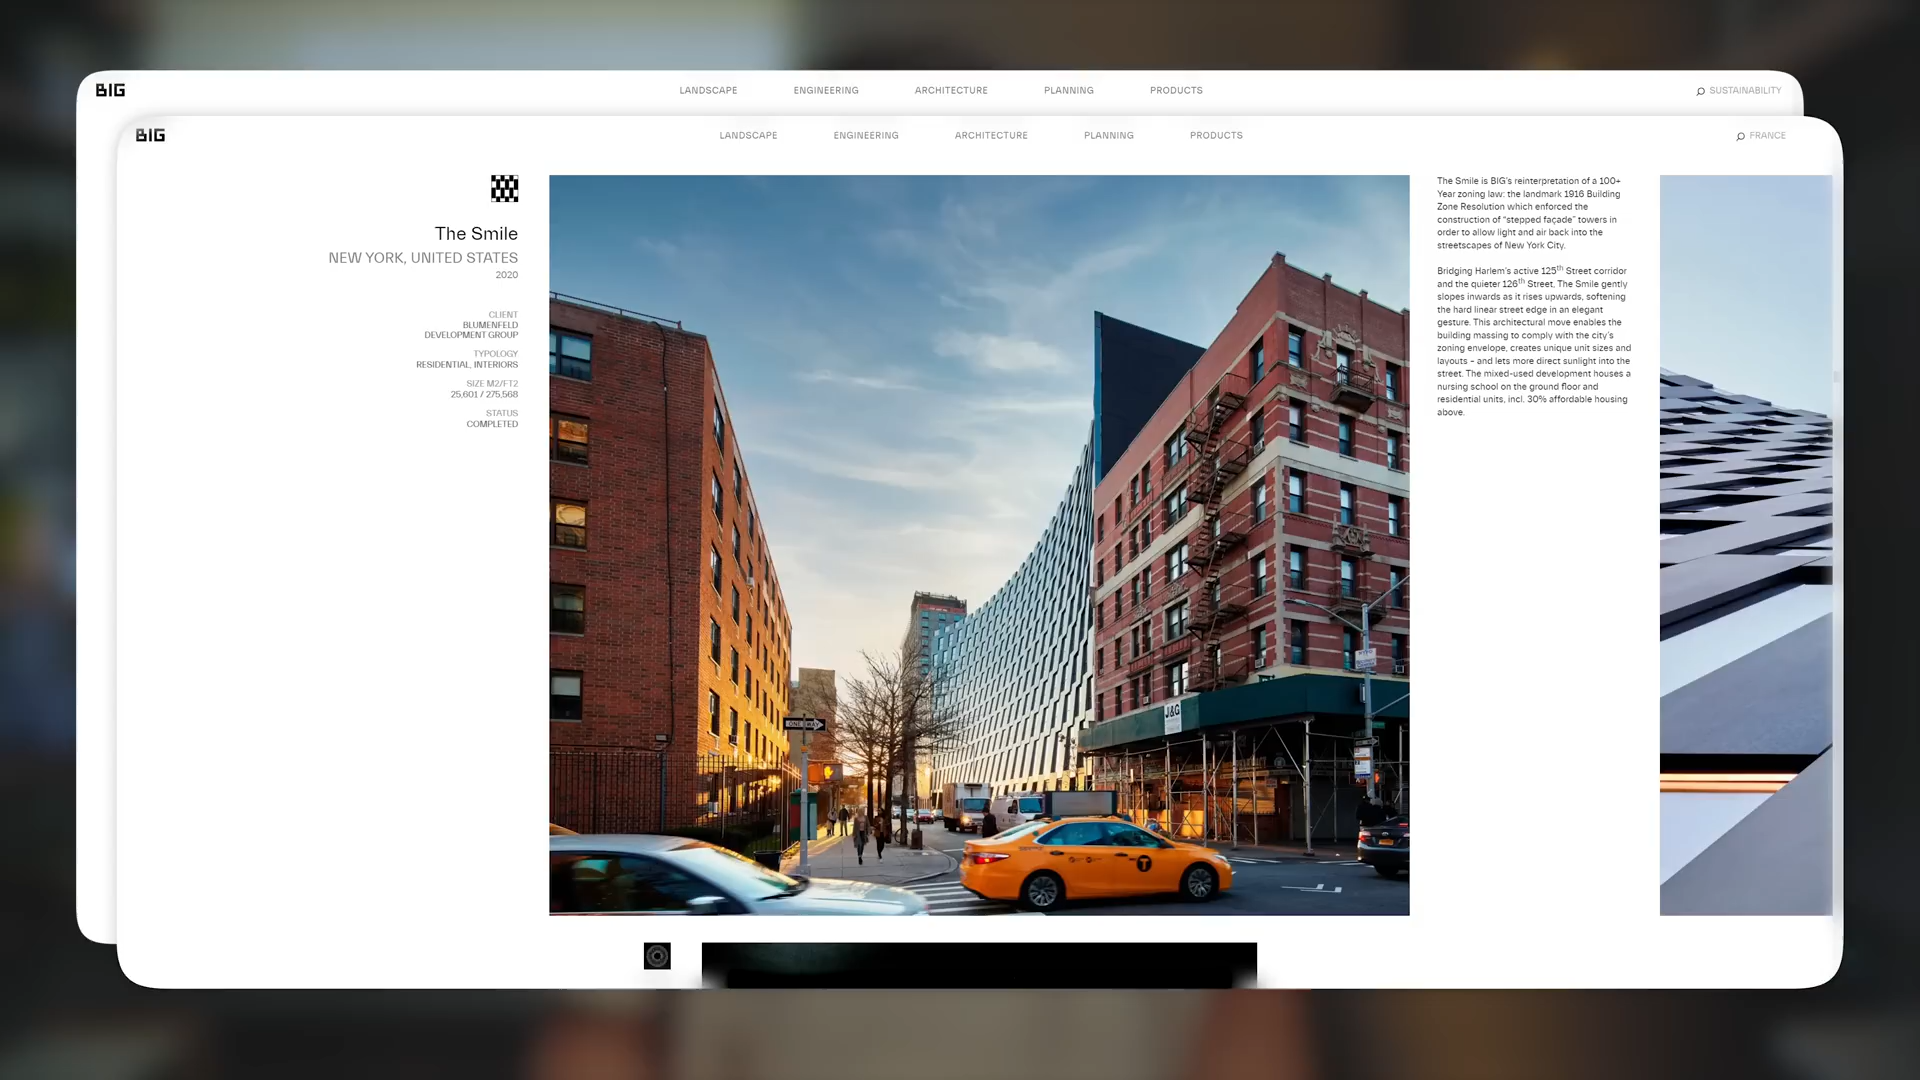 BIG
LANDSCAPE
ENGINEERING
ARCHITECTURE
PLANNING
PRODUCTS
SUSTAINABILITY
BIG
LANDSCAPE
ENGINEERING
ARCHITECTURE
PLANNING
PRODUCTS
FRANCE
The Smile
NEW YORK, UNITED STATES
2020
CLIENT
BLUMENFELD
DEVELOPMENT GROUP
TYPOLOGY
RESIDENTIAL, INTERIORS
SIZE M2/FT2
25,601 / 275,568
STATUS
COMPLETED
ONE WAY
J&G
T
The Smile is BIG's reinterpretation of a 100+
Year zoning law: the landmark 1916 Building
Zone Resolution which enforced the
construction of “stepped façade” towers in
order to allow light and air back into the
streetscapes of New York City.
Bridging Harlem's active 125th Street corridor
and the quieter 126th Street, The Smile gently
slopes inwards as it rises upwards, softening
the hard linear street edge in an elegant
gesture. This architectural move enables the
building massing to comply with the city's
zoning envelope, creates unique unit sizes and
layouts – and lets more direct sunlight into the
street. The mixed-used development houses a
nursing school on the ground floor and
residential units, incl. 30% affordable housing
above.